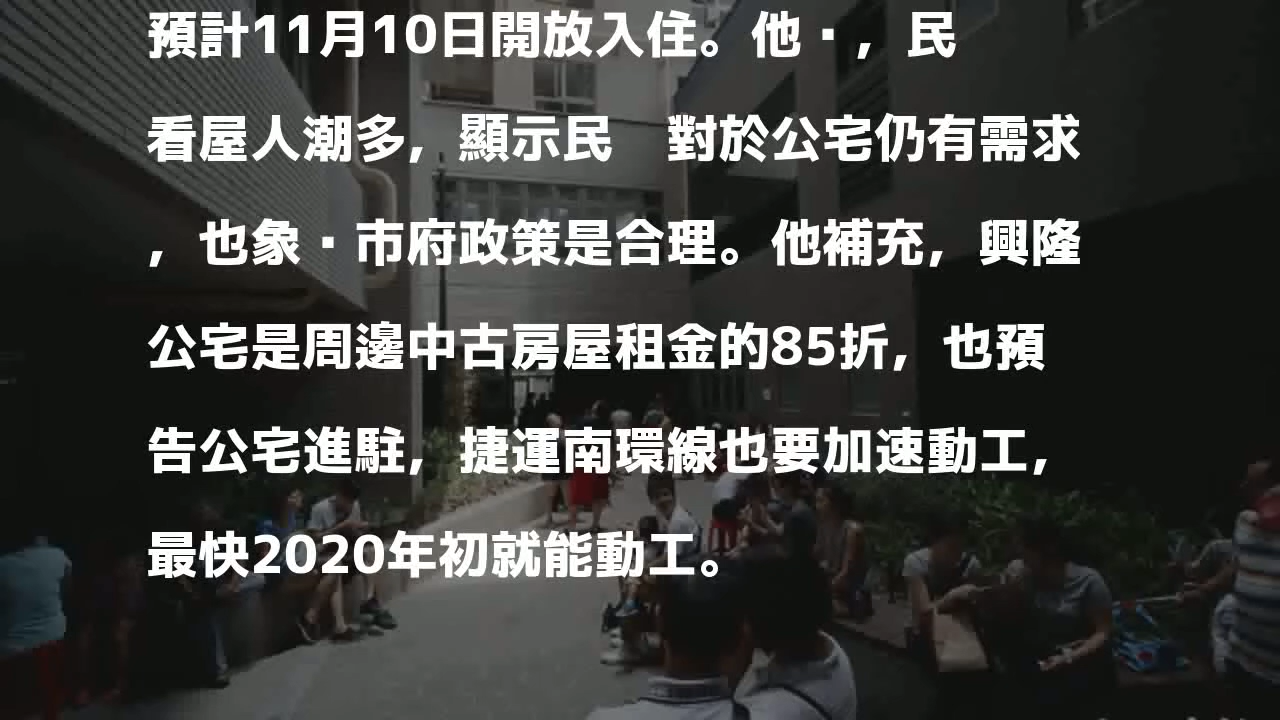 預計11月10日開放入住。他▪，民
看屋人潮多，顯示民　對於公宅仍有需求
，也象▪市府政策是合理。他補充，興隆
公宅是周邊中古房屋租金的85折，也預
告公宅進駐，捷運南環線也要加速動工，
最快2020年初就能動工。